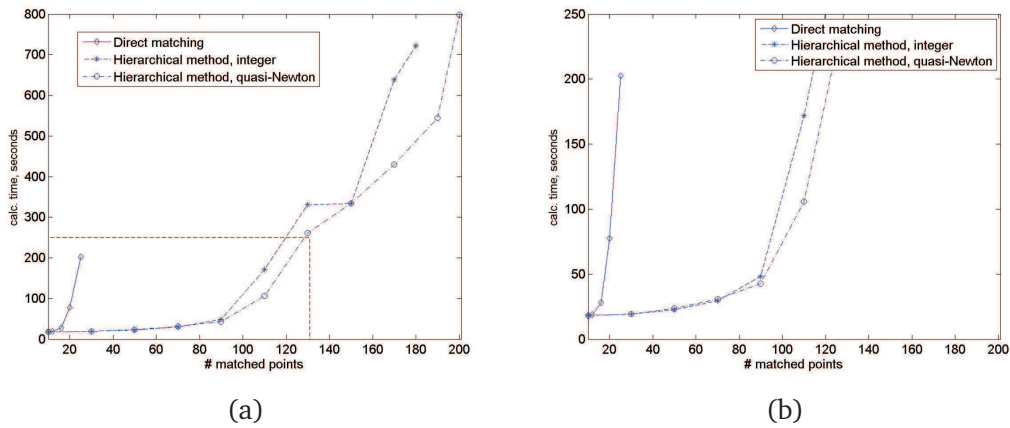 800
700
600
500
400
300
200
100
0
calc. time, seconds
Direct matching
Hierarchical method, integer
Hierarchical method, quasi-Newton
20 40 60 80 100 120 140 160 180 200
# matched points
(a)
250
200
150
100
50
0
calc. time, seconds
Direct matching
Hierarchical method, integer
Hierarchical method, quasi-Newton
20 40 60 80 100 120 140 160 180 200
# matched points
(b)